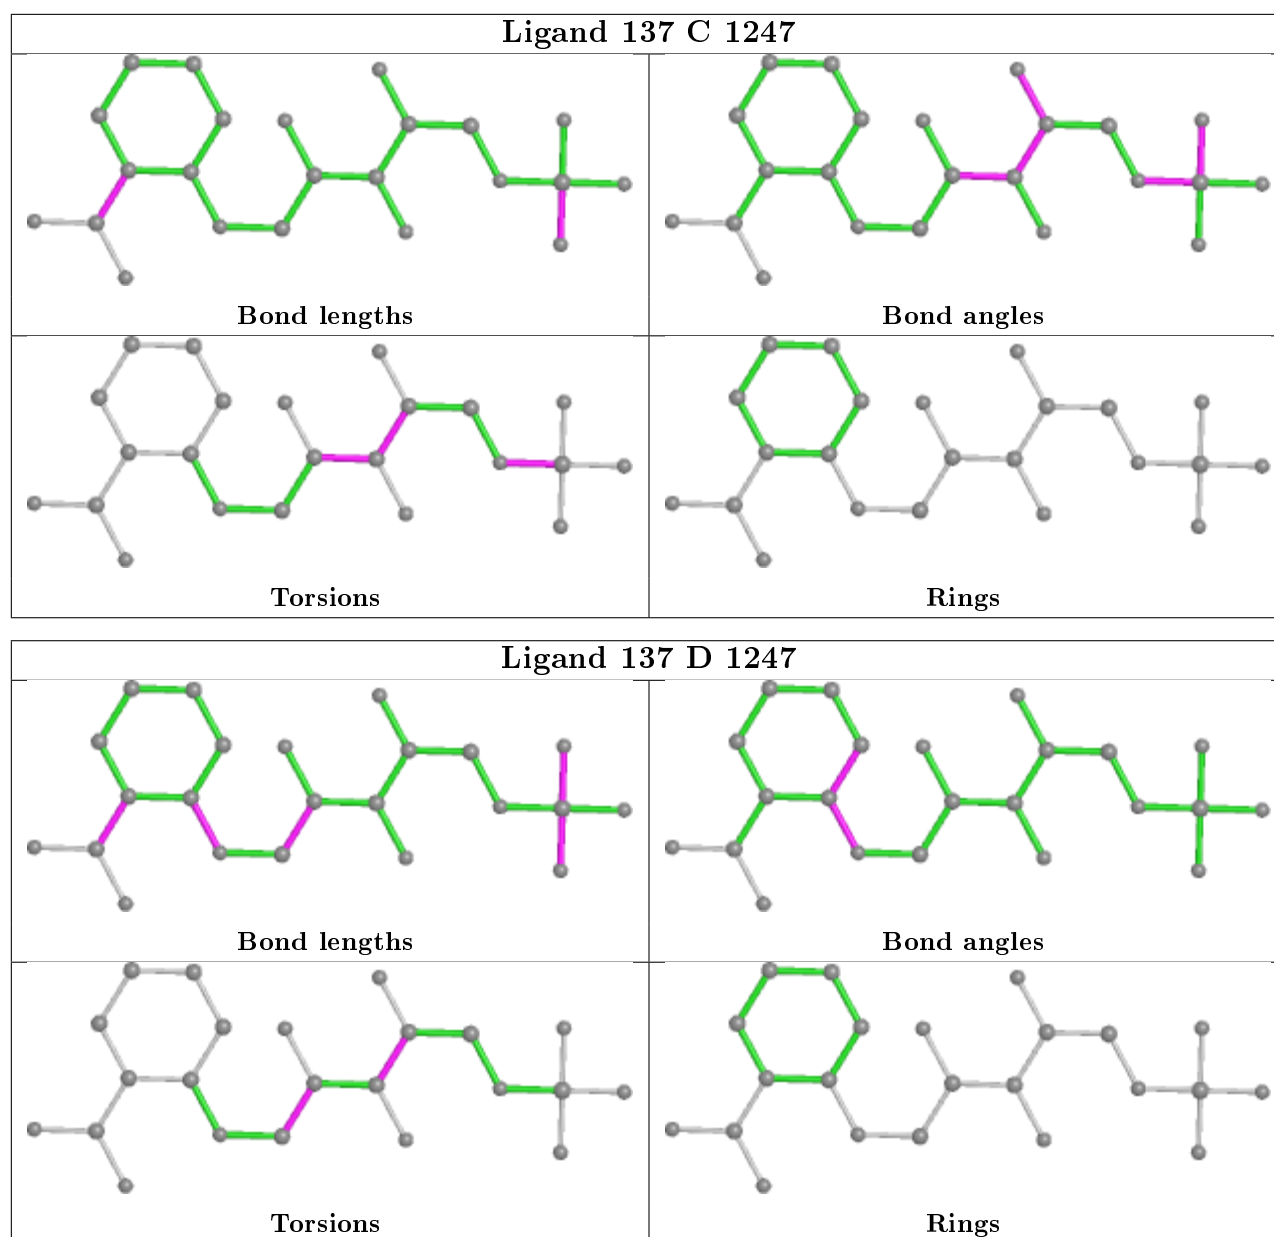 Ligand 137 C 1247
Bond lengths
Bond angles
Torsions
Rings
Ligand 137 D 1247
Bond lengths
Bond angles
Torsions
Rings